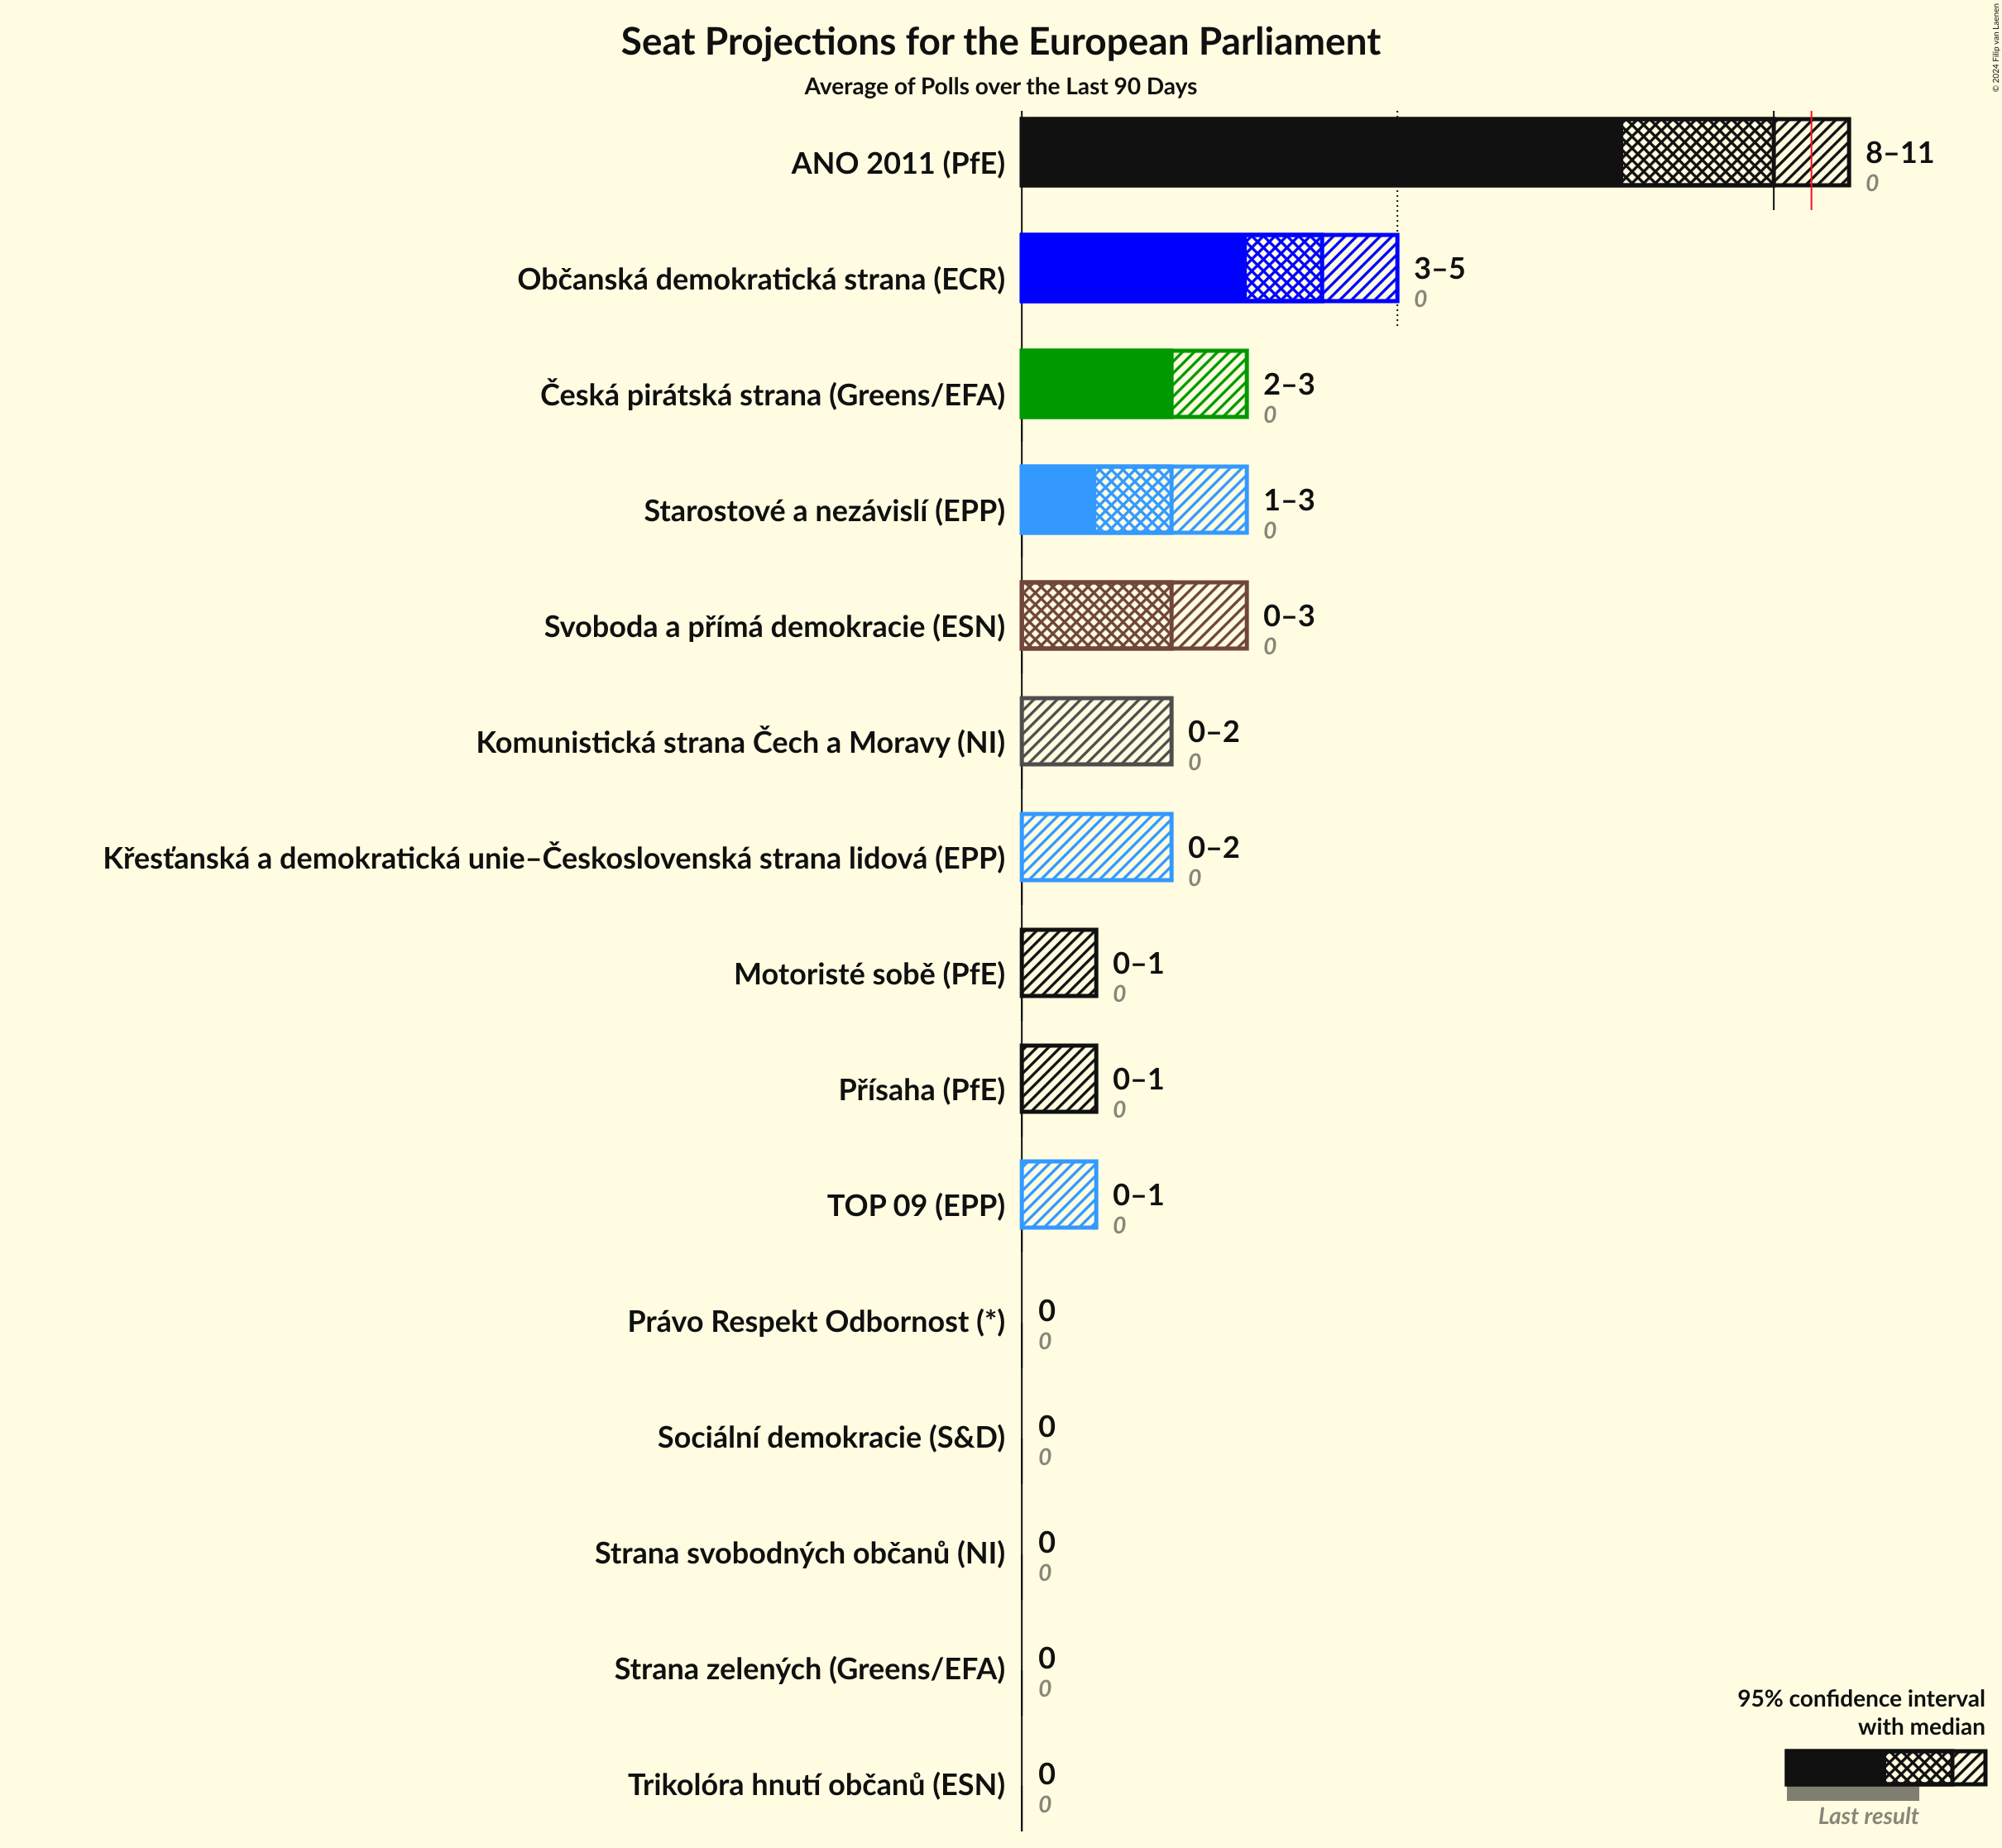 Seat Projections for the European Parliament
Average of Polls over the Last 90 Days
© 2024 Filip van Laenen
ANO 2011 (PfE)
8–11
0
Občanská demokratická strana (ECR)
3–5
0
Česká pirátská strana (Greens/EFA)
2–3
0
Starostové a nezávislí (EPP)
1–3
0
Svoboda a přímá demokracie (ESN)
0–3
0
Komunistická strana Čech a Moravy (NI)
0–2
0
Křesťanská a demokratická unie–Československá strana lidová (EPP)
0–2
0
Motoristé sobě (PfE)
0–1
0
Přísaha (PfE)
0–1
0
TOP 09 (EPP)
0–1
0
Právo Respekt Odbornost (*)
0
0
Sociální demokracie (S&D)
0
0
Strana svobodných občanů (NI)
0
0
Strana zelených (Greens/EFA)
0
0
Trikolóra hnutí občanů (ESN)
0
0
95% confidence interval
with median
Last result